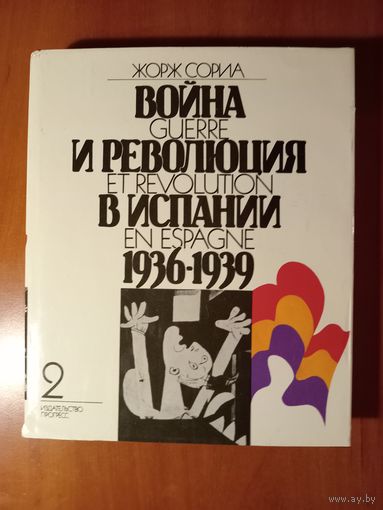 ЖОРЖ СОРИА
ВОЙНА
GUERRE
И РЕВОЛЮЦИЯ
ET REVOLUTION
В ИСПАНИИ
EN ESPAGNE
1936-1939
2
ИЗДАТЕЛЬСТВО
ПРОГРЕСС
www.ay.by